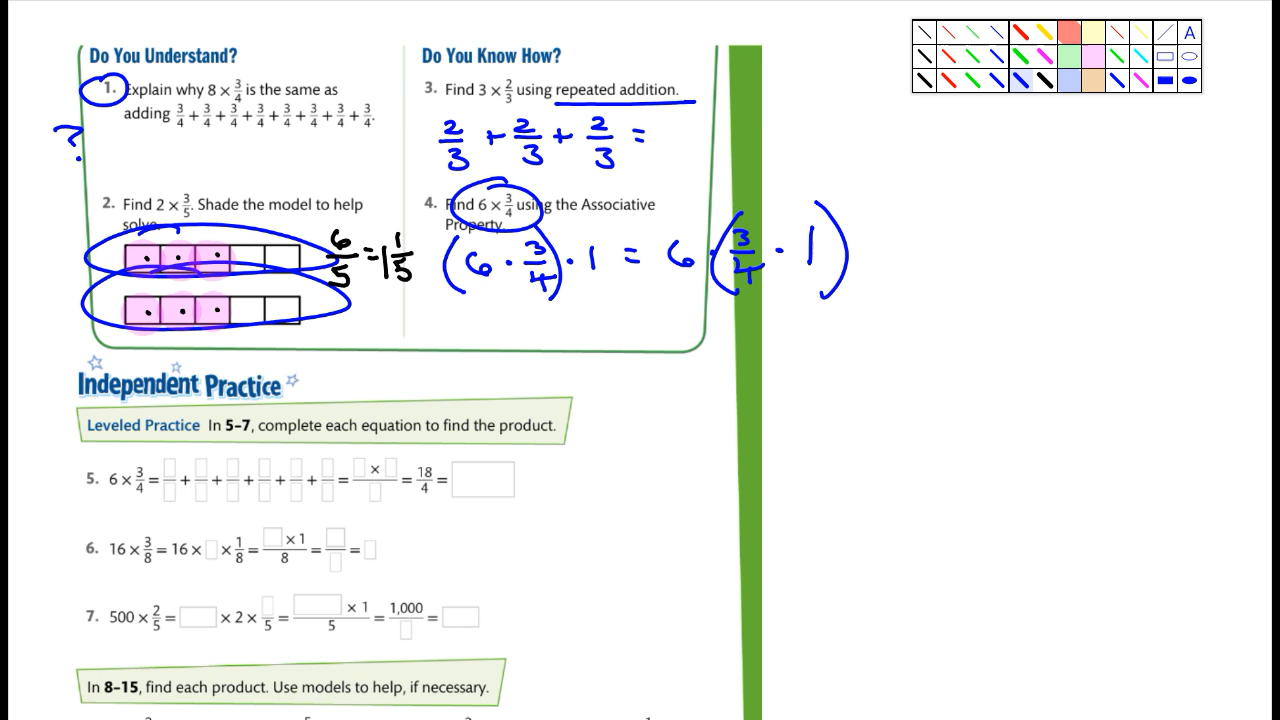 Do You Understand?
1. Explain why 8 × 3/4 is the same as
adding 3/4 + 3/4 + 3/4 + 3/4 + 3/4 + 3/4 + 3/4 + 3/4.
?
2. Find 2 × 3/5. Shade the model to help
solve.
6/5 = 1 1/5
Do You Know How?
3. Find 3 × 2/3 using repeated addition.
2/3 + 2/3 + 2/3 =
4. Find 6 × 3/4 using the Associative
Property.
(6 · 3/4) · 1 = 6 · (3/4 · 1)
Independent Practice
Leveled Practice In 5–7, complete each equation to find the product.
5. 6 × 3/4 = □/□ + □/□ + □/□ + □/□ + □/□ + □/□ = □ × □/□ = 18/4 = □
6. 16 × 3/8 = 16 × □ × 1/8 = □ × 1/8 = □/□ = □
7. 500 × 2/5 = □ × 2 × □/5 = □ × 1/5 = 1,000/□ = □
In 8–15, find each product. Use models to help, if necessary.
A